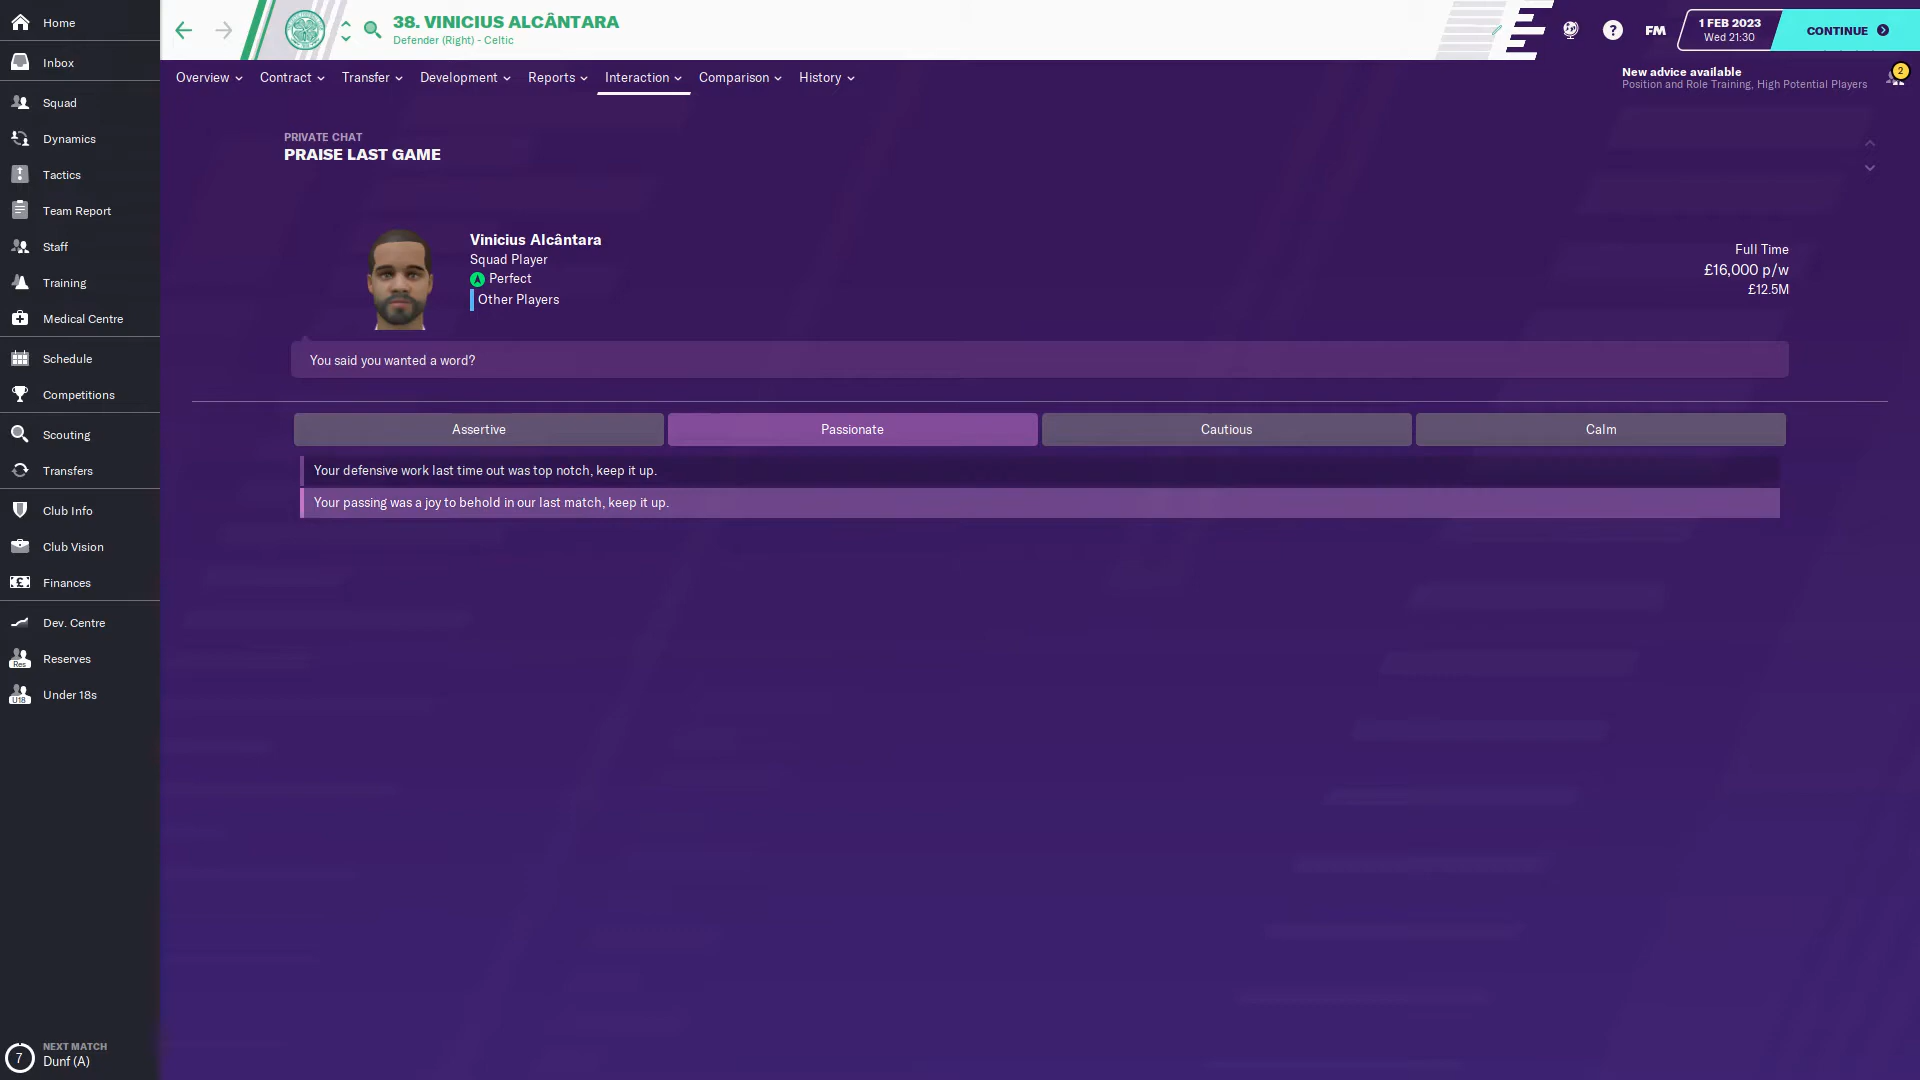 Home
Inbox
Squad
Dynamics
Tactics
Team Report
Staff
Training
Medical Centre
Schedule
Competitions
Scouting
Transfers
Club Info
Club Vision
Finances
Dev. Centre
Res
Reserves
U18
Under 18s
7
NEXT MATCH
Dunf (A)
38. VINICIUS ALCÂNTARA
Defender (Right) - Celtic
?
FM
1 FEB 2023
Wed 21:30
CONTINUE
Overview
Contract
Transfer
Development
Reports
Interaction
Comparison
History
New advice available
Position and Role Training, High Potential Players
2
PRIVATE CHAT
PRAISE LAST GAME
Vinicius Alcântara
Squad Player
Perfect
Other Players
Full Time
£16,000 p/w
£12.5M
You said you wanted a word?
Assertive
Passionate
Cautious
Calm
Your defensive work last time out was top notch, keep it up.
Your passing was a joy to behold in our last match, keep it up.